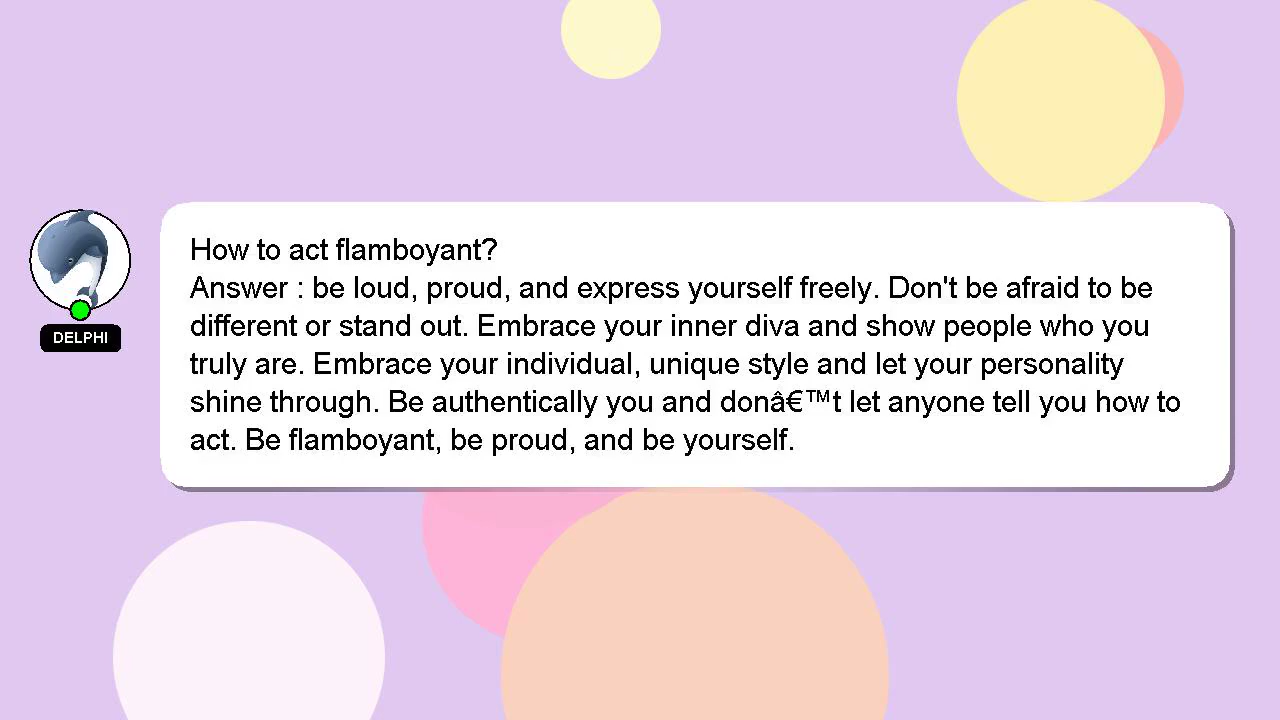 How to act flamboyant?
Answer : be loud, proud, and express yourself freely. Don't be afraid to be
different or stand out. Embrace your inner diva and show people who you
truly are. Embrace your individual, unique style and let your personality
shine through. Be authentically you and donâ€™t let anyone tell you how to
act. Be flamboyant, be proud, and be yourself.
DELPHI